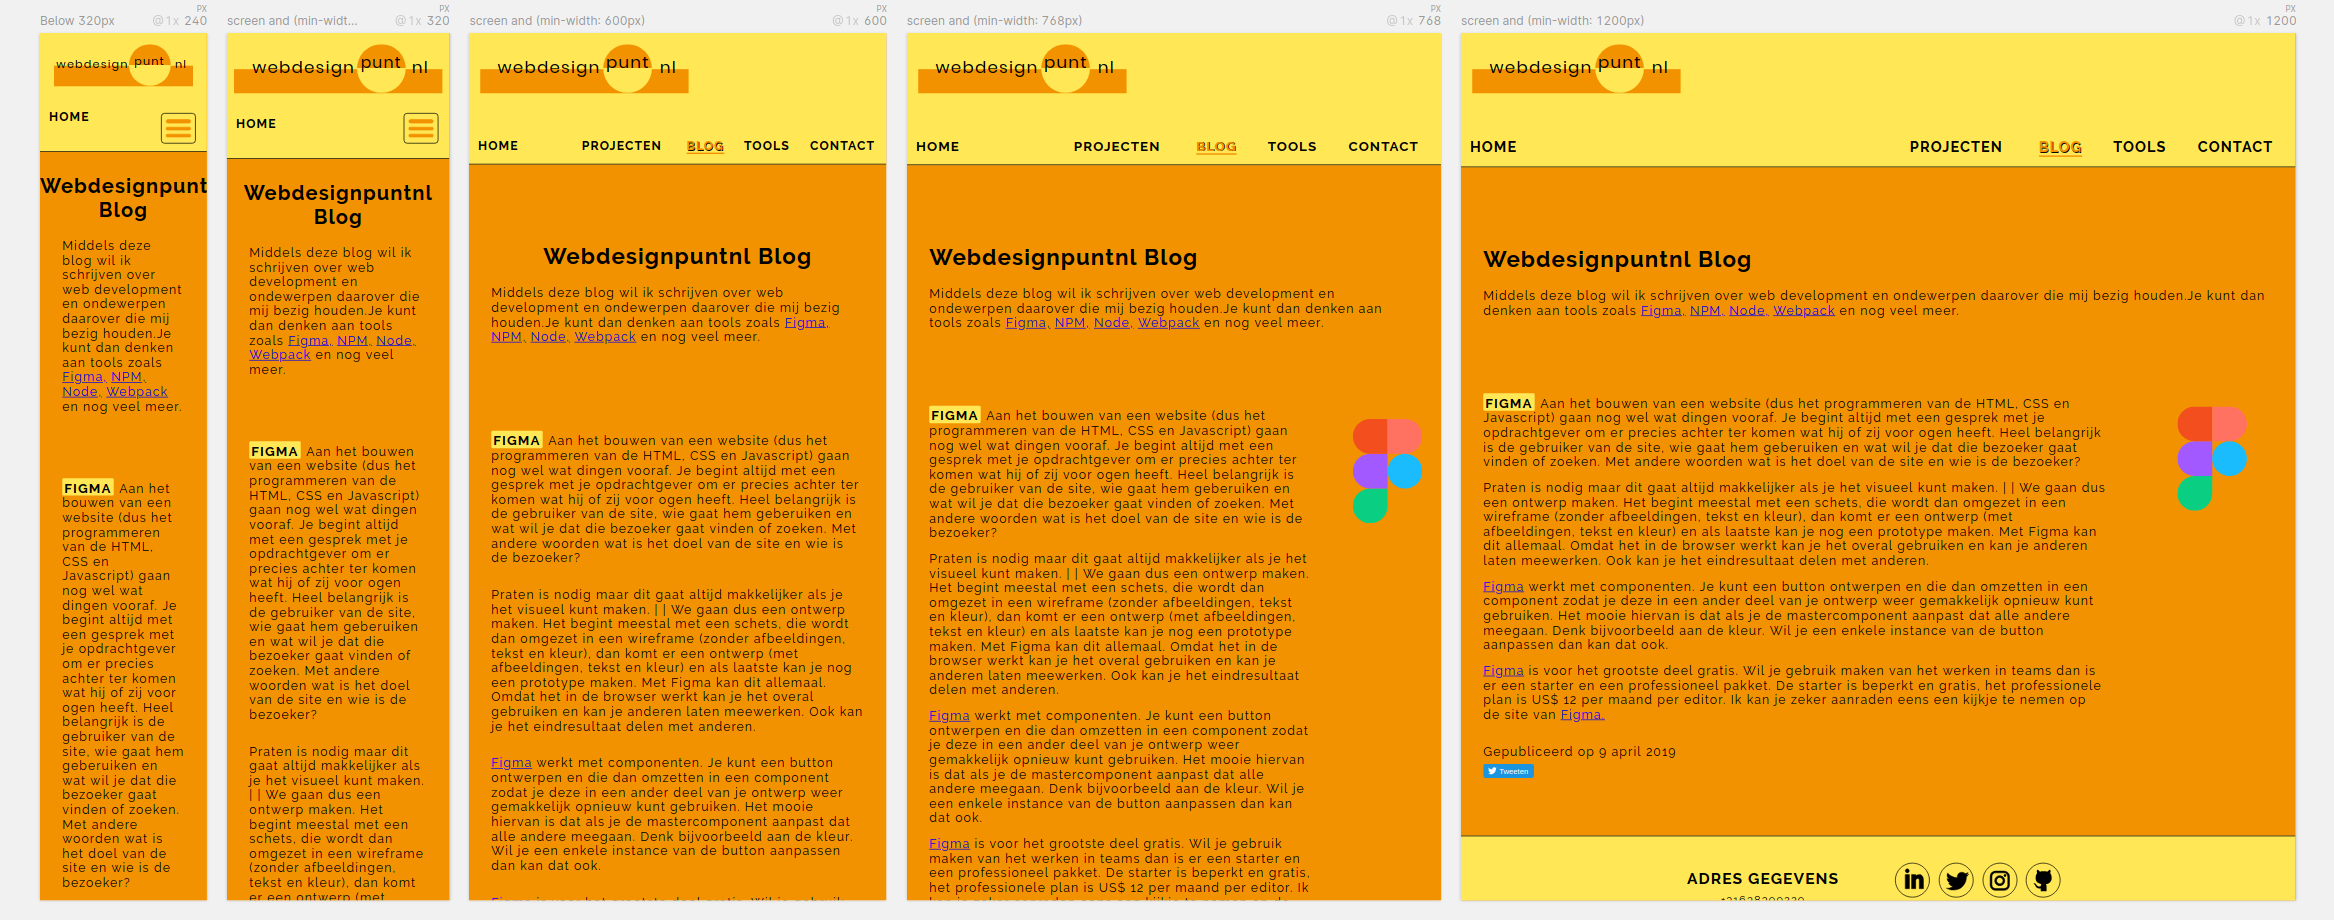 Below 320px
@1x 240 PX
webdesign punt nl
HOME
Webdesignpunt
Blog
Middels deze
blog wil ik
schrijven over
web development
en ondewerpen
daarover die mij
bezig houden.Je
kunt dan denken
aan tools zoals
Figma, NPM,
Node, Webpack
en nog veel meer.
FIGMA Aan het
bouwen van een
website (dus het
programmeren
van de HTML,
CSS en
Javascript) gaan
nog wel wat
dingen vooraf. Je
begint altijd met
een gesprek met
je opdrachtgever
om er precies
achter ter komen
wat hij of zij voor
ogen heeft. Heel
belangrijk is de
gebruiker van de
site, wie gaat hem
geberuiken en
wat wil je dat die
bezoeker gaat
vinden of zoeken.
Met andere
woorden wat is
het doel van de
site en wie is de
bezoeker?
screen and (min-widt...
@1x 320 PX
webdesign punt nl
HOME
Webdesignpuntnl
Blog
Middels deze blog wil ik
schrijven over web
development en
ondewerpen daarover die
mij bezig houden.Je kunt
dan denken aan tools
zoals Figma, NPM, Node,
Webpack en nog veel
meer.
FIGMA Aan het bouwen
van een website (dus het
programmeren van de
HTML, CSS en Javascript)
gaan nog wel wat dingen
vooraf. Je begint altijd
met een gesprek met je
opdrachtgever om er
precies achter ter komen
wat hij of zij voor ogen
heeft. Heel belangrijk is
de gebruiker van de site,
wie gaat hem geberuiken
en wat wil je dat die
bezoeker gaat vinden of
zoeken. Met andere
woorden wat is het doel
van de site en wie is de
bezoeker?
Praten is nodig maar dit
gaat altijd makkelijker als
je het visueel kunt maken.
| | We gaan dus een
ontwerp maken. Het
begint meestal met een
schets, die wordt dan
omgezet in een wireframe
(zonder afbeeldingen,
tekst en kleur), dan komt
er een ontwerp (met
screen and (min-width: 600px)
@1x 600 PX
webdesign punt nl
HOME PROJECTEN BLOG TOOLS CONTACT
Webdesignpuntnl Blog
Middels deze blog wil ik schrijven over web
development en ondewerpen daarover die mij bezig
houden.Je kunt dan denken aan tools zoals Figma,
NPM, Node, Webpack en nog veel meer.
FIGMA Aan het bouwen van een website (dus het
programmeren van de HTML, CSS en Javascript) gaan
nog wel wat dingen vooraf. Je begint altijd met een
gesprek met je opdrachtgever om er precies achter ter
komen wat hij of zij voor ogen heeft. Heel belangrijk is
de gebruiker van de site, wie gaat hem geberuiken en
wat wil je dat die bezoeker gaat vinden of zoeken. Met
andere woorden wat is het doel van de site en wie is
de bezoeker?
Praten is nodig maar dit gaat altijd makkelijker als je
het visueel kunt maken. | | We gaan dus een ontwerp
maken. Het begint meestal met een schets, die wordt
dan omgezet in een wireframe (zonder afbeeldingen,
tekst en kleur), dan komt er een ontwerp (met
afbeeldingen, tekst en kleur) en als laatste kan je nog
een prototype maken. Met Figma kan dit allemaal.
Omdat het in de browser werkt kan je het overal
gebruiken en kan je anderen laten meewerken. Ook kan
je het eindresultaat delen met anderen.
Figma werkt met componenten. Je kunt een button
ontwerpen en die dan omzetten in een component
zodat je deze in een ander deel van je ontwerp weer
gemakkelijk opnieuw kunt gebruiken. Het mooie
hiervan is dat als je de mastercomponent aanpast dat
alle andere meegaan. Denk bijvoorbeeld aan de kleur.
Wil je een enkele instance van de button aanpassen
dan kan dat ook.
Figma is voor het grootste deel gratis. Wil je gebruik
screen and (min-width: 768px)
@1x 768 PX
webdesign punt nl
HOME PROJECTEN BLOG TOOLS CONTACT
Webdesignpuntnl Blog
Middels deze blog wil ik schrijven over web development en
ondewerpen daarover die mij bezig houden.Je kunt dan denken aan
tools zoals Figma, NPM, Node, Webpack en nog veel meer.
FIGMA Aan het bouwen van een website (dus het
programmeren van de HTML, CSS en Javascript) gaan
nog wel wat dingen vooraf. Je begint altijd met een
gesprek met je opdrachtgever om er precies achter ter
komen wat hij of zij voor ogen heeft. Heel belangrijk is
de gebruiker van de site, wie gaat hem geberuiken en
wat wil je dat die bezoeker gaat vinden of zoeken. Met
andere woorden wat is het doel van de site en wie is de
bezoeker?
Praten is nodig maar dit gaat altijd makkelijker als je het
visueel kunt maken. | | We gaan dus een ontwerp maken.
Het begint meestal met een schets, die wordt dan
omgezet in een wireframe (zonder afbeeldingen, tekst
en kleur), dan komt er een ontwerp (met afbeeldingen,
tekst en kleur) en als laatste kan je nog een prototype
maken. Met Figma kan dit allemaal. Omdat het in de
browser werkt kan je het overal gebruiken en kan je
anderen laten meewerken. Ook kan je het eindresultaat
delen met anderen.
Figma werkt met componenten. Je kunt een button
ontwerpen en die dan omzetten in een component zodat
je deze in een ander deel van je ontwerp weer
gemakkelijk opnieuw kunt gebruiken. Het mooie hiervan
is dat als je de mastercomponent aanpast dat alle
andere meegaan. Denk bijvoorbeeld aan de kleur. Wil je
een enkele instance van de button aanpassen dan kan
dat ook.
Figma is voor het grootste deel gratis. Wil je gebruik
maken van het werken in teams dan is er een starter en
een professioneel pakket. De starter is beperkt en gratis,
het professionele plan is US$ 12 per maand per editor. Ik
kan je zeker aanraden eens een kijkje te nemen op de
screen and (min-width: 1200px)
@1x 1200 PX
webdesign punt nl
HOME PROJECTEN BLOG TOOLS CONTACT
Webdesignpuntnl Blog
Middels deze blog wil ik schrijven over web development en ondewerpen daarover die mij bezig houden.Je kunt dan
denken aan tools zoals Figma, NPM, Node, Webpack en nog veel meer.
FIGMA Aan het bouwen van een website (dus het programmeren van de HTML, CSS en
Javascript) gaan nog wel wat dingen vooraf. Je begint altijd met een gesprek met je
opdrachtgever om er precies achter ter komen wat hij of zij voor ogen heeft. Heel belangrijk
is de gebruiker van de site, wie gaat hem geberuiken en wat wil je dat die bezoeker gaat
vinden of zoeken. Met andere woorden wat is het doel van de site en wie is de bezoeker?
Praten is nodig maar dit gaat altijd makkelijker als je het visueel kunt maken. | | We gaan dus
een ontwerp maken. Het begint meestal met een schets, die wordt dan omgezet in een
wireframe (zonder afbeeldingen, tekst en kleur), dan komt er een ontwerp (met
afbeeldingen, tekst en kleur) en als laatste kan je nog een prototype maken. Met Figma kan
dit allemaal. Omdat het in de browser werkt kan je het overal gebruiken en kan je anderen
laten meewerken. Ook kan je het eindresultaat delen met anderen.
Figma werkt met componenten. Je kunt een button ontwerpen en die dan omzetten in een
component zodat je deze in een ander deel van je ontwerp weer gemakkelijk opnieuw kunt
gebruiken. Het mooie hiervan is dat als je de mastercomponent aanpast dat alle andere
meegaan. Denk bijvoorbeeld aan de kleur. Wil je een enkele instance van de button
aanpassen dan kan dat ook.
Figma is voor het grootste deel gratis. Wil je gebruik maken van het werken in teams dan is
er een starter en een professioneel pakket. De starter is beperkt en gratis, het professionele
plan is US$ 12 per maand per editor. Ik kan je zeker aanraden eens een kijkje te nemen op
de site van Figma.
Gepubliceerd op 9 april 2019
Tweeten
ADRES GEGEVENS
in